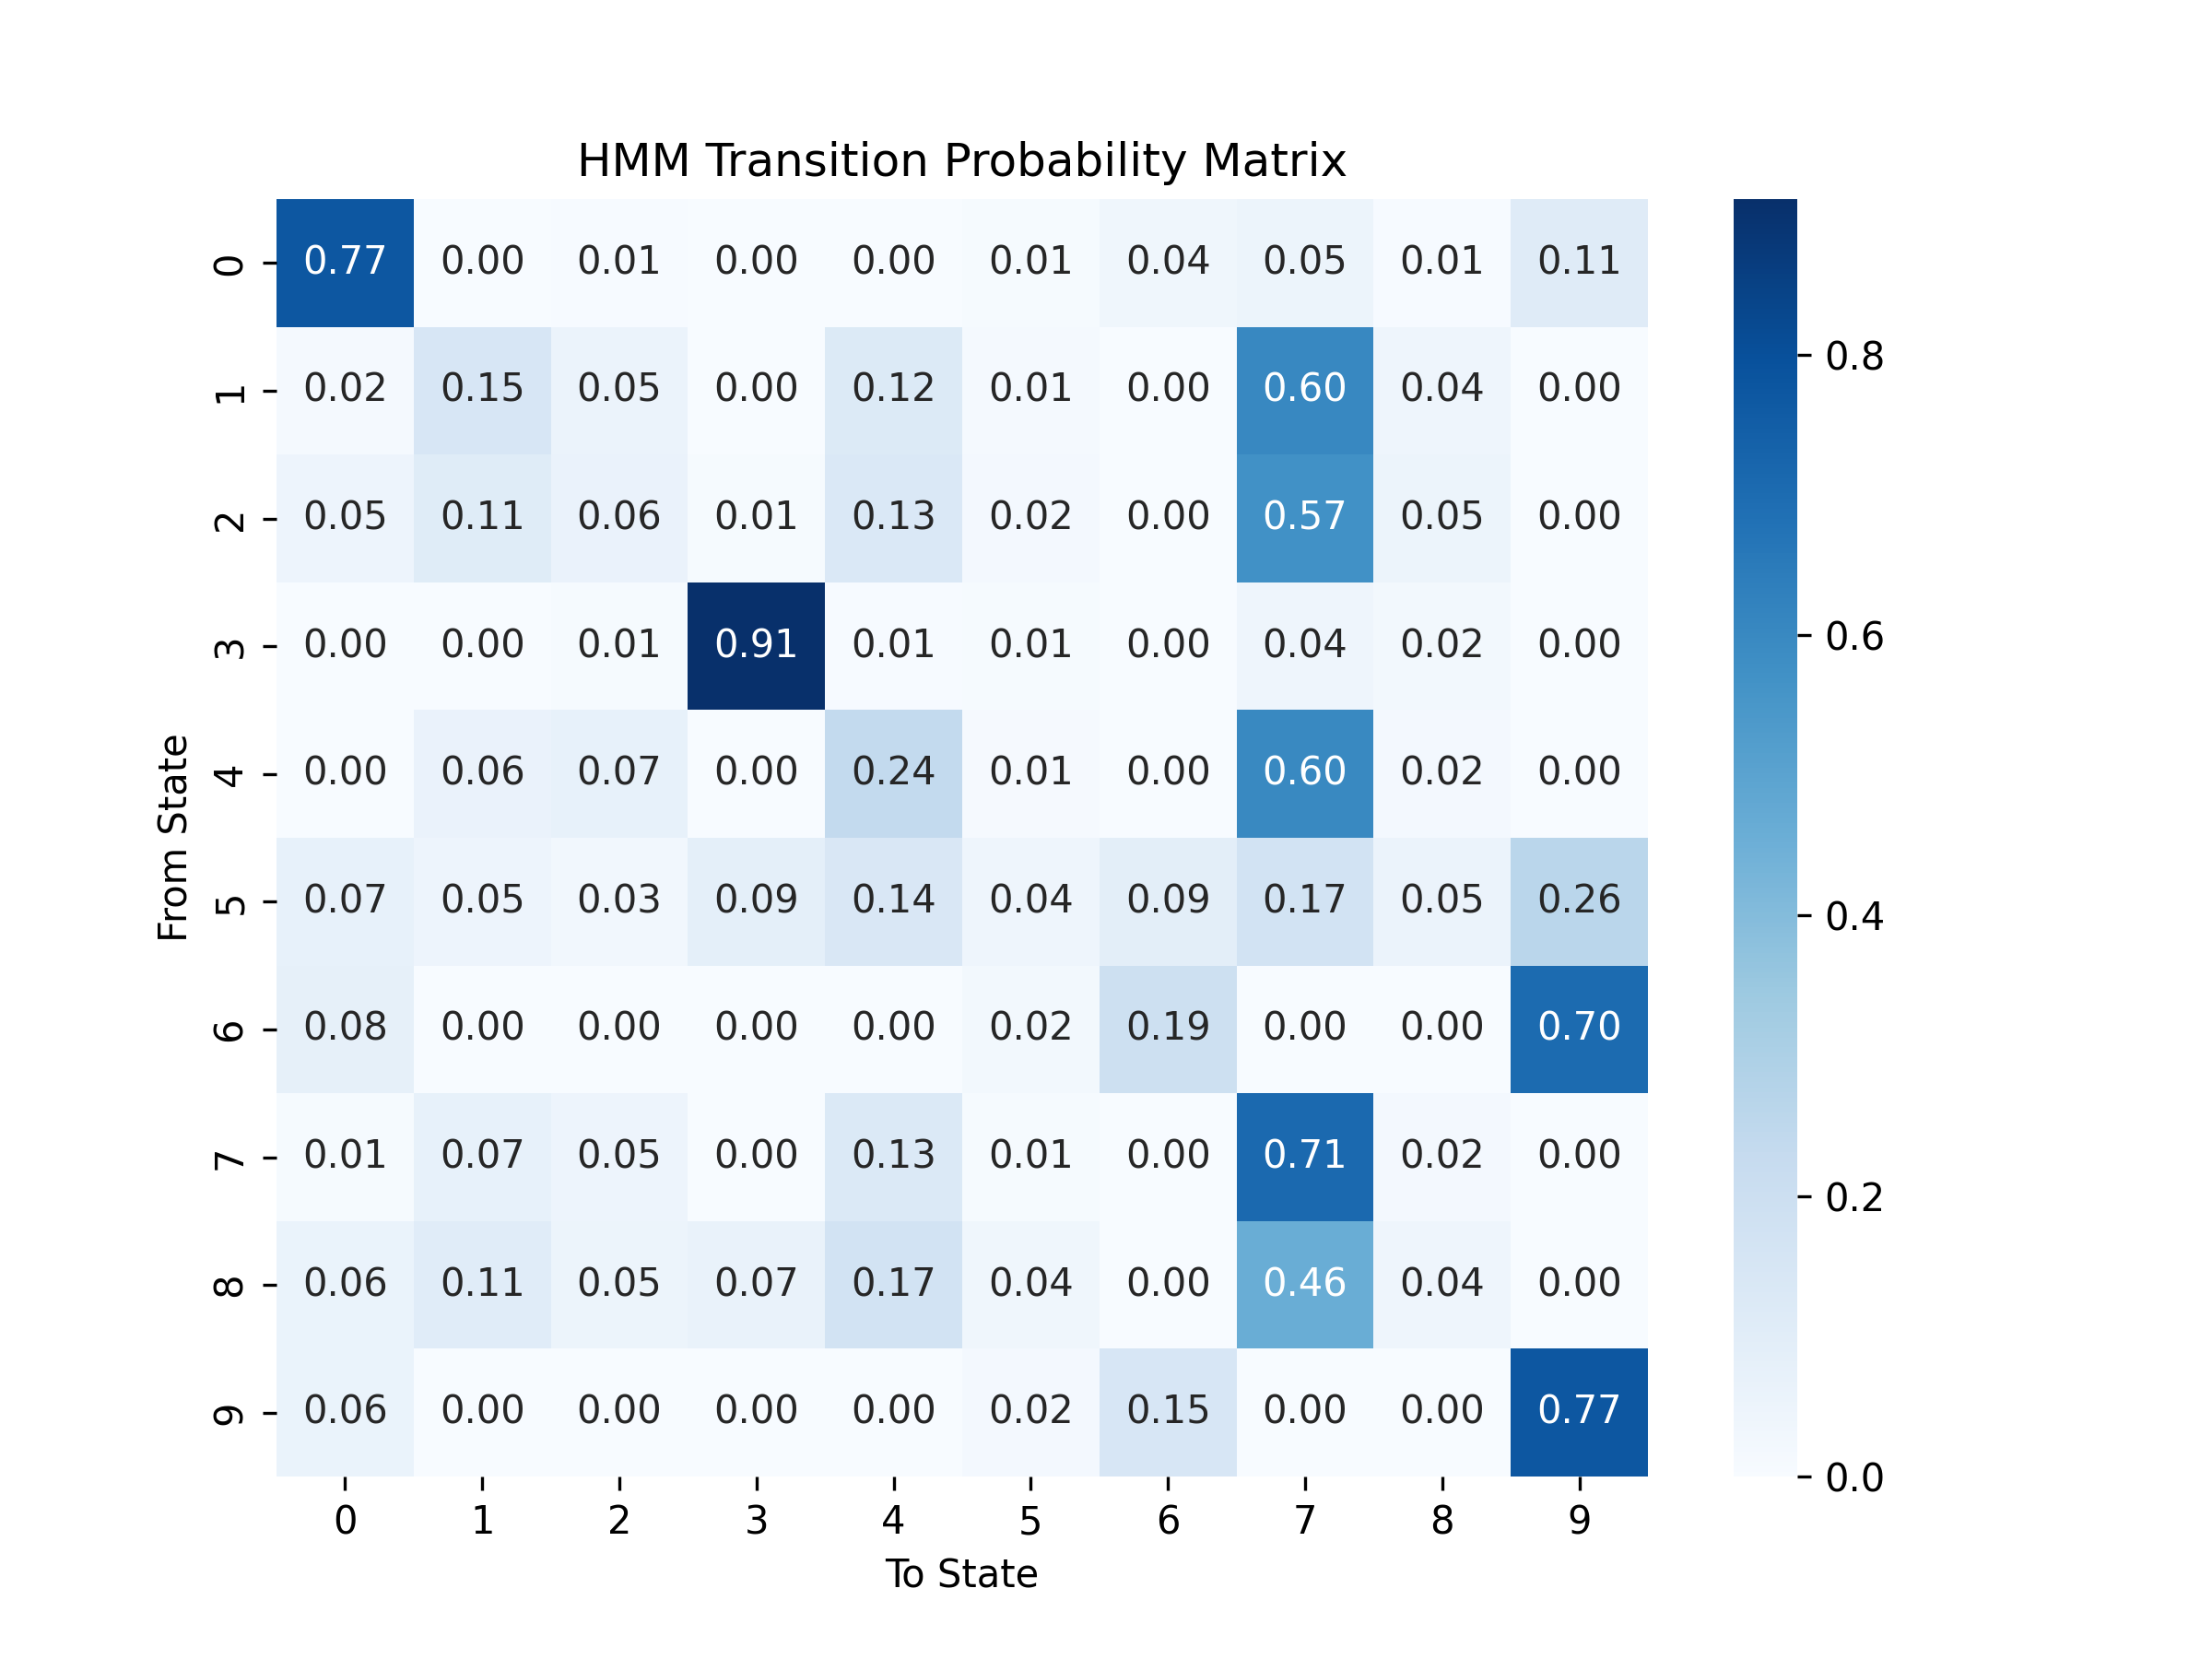 HMM Transition Probability Matrix
0 0.77 0.00 0.01 0.00 0.00 0.01 0.04 0.05 0.01 0.11
1 0.02 0.15 0.05 0.00 0.12 0.01 0.00 0.60 0.04 0.00
2 0.05 0.11 0.06 0.01 0.13 0.02 0.00 0.57 0.05 0.00
3 0.00 0.00 0.01 0.91 0.01 0.01 0.00 0.04 0.02 0.00
4 0.00 0.06 0.07 0.00 0.24 0.01 0.00 0.60 0.02 0.00
5 0.07 0.05 0.03 0.09 0.14 0.04 0.09 0.17 0.05 0.26
6 0.08 0.00 0.00 0.00 0.00 0.02 0.19 0.00 0.00 0.70
7 0.01 0.07 0.05 0.00 0.13 0.01 0.00 0.71 0.02 0.00
8 0.06 0.11 0.05 0.07 0.17 0.04 0.00 0.46 0.04 0.00
9 0.06 0.00 0.00 0.00 0.00 0.02 0.15 0.00 0.00 0.77
0 1 2 3 4 5 6 7 8 9
To State
From State
0.8
0.6
0.4
0.2
0.0